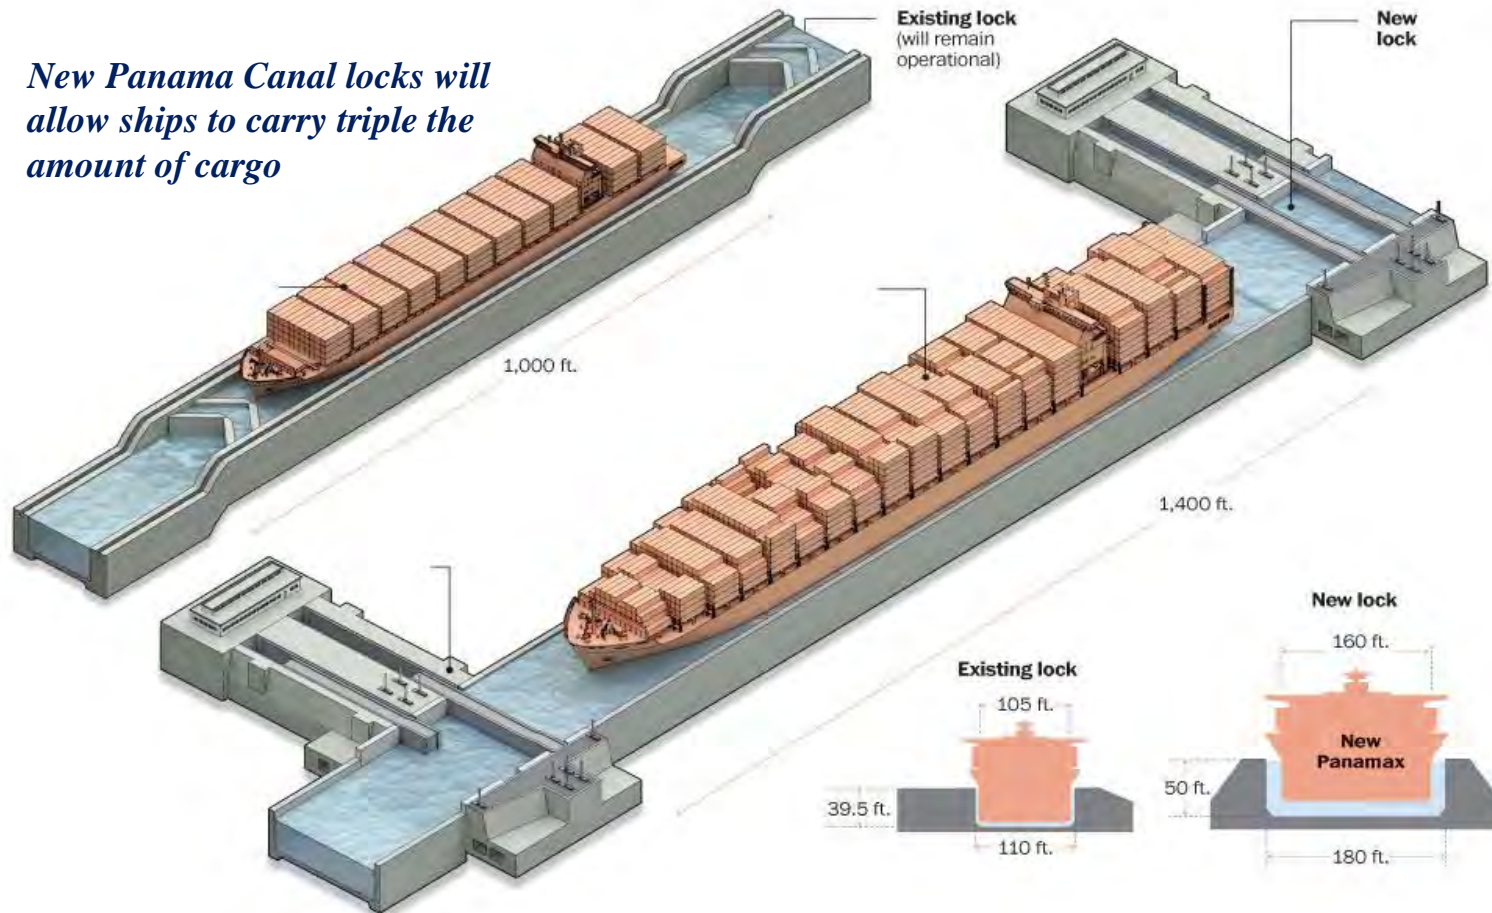 New Panama Canal locks will
allow ships to carry triple the
amount of cargo
Existing lock
(will remain
operational)
New
lock
1,000 ft.
1,400 ft.
Existing lock
105 ft.
39.5 ft.
110 ft.
New lock
160 ft.
New
Panamax
50 ft.
180 ft.